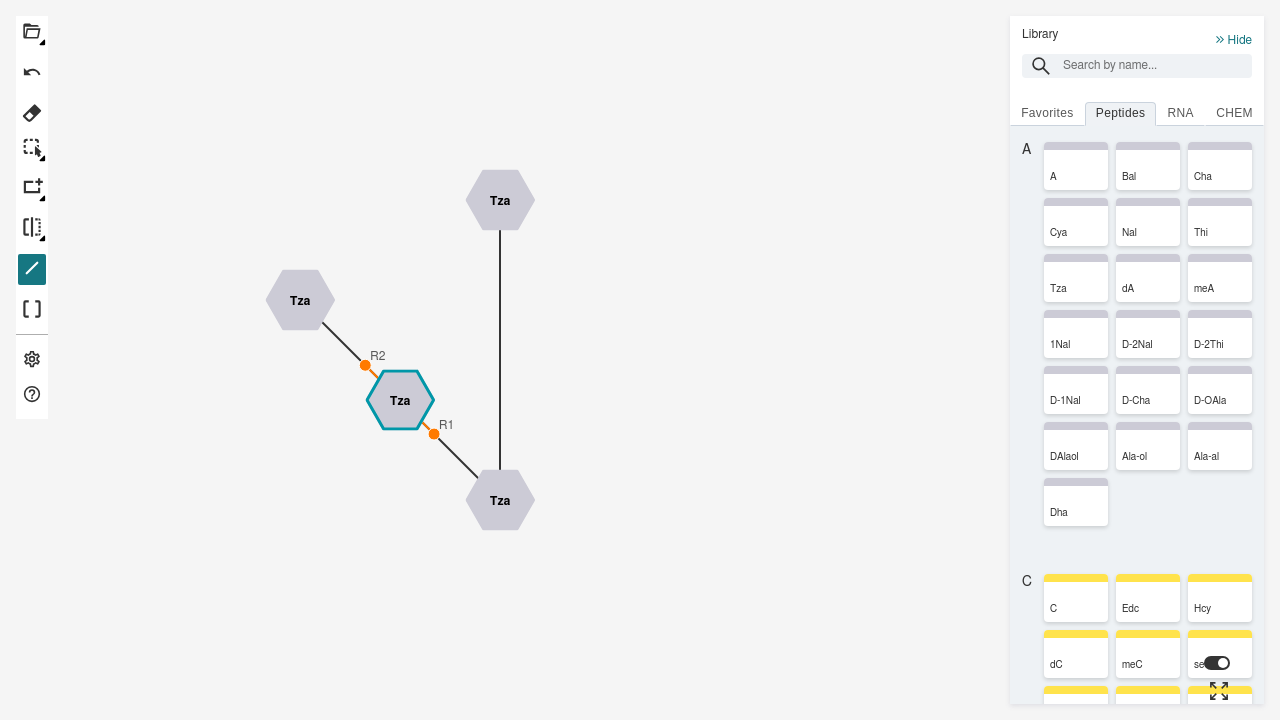 Tza
Tza
R2
Tza
R1
Tza
Library
Hide
Search by name...
Favorites Peptides RNA CHEM
A
A Bal Cha
Cya Nal Thi
Tza dA meA
1Nal D-2Nal D-2Thi
D-1Nal D-Cha D-OAla
DAlaol Ala-ol Ala-al
Dha
C
C Edc Hcy
dC meC